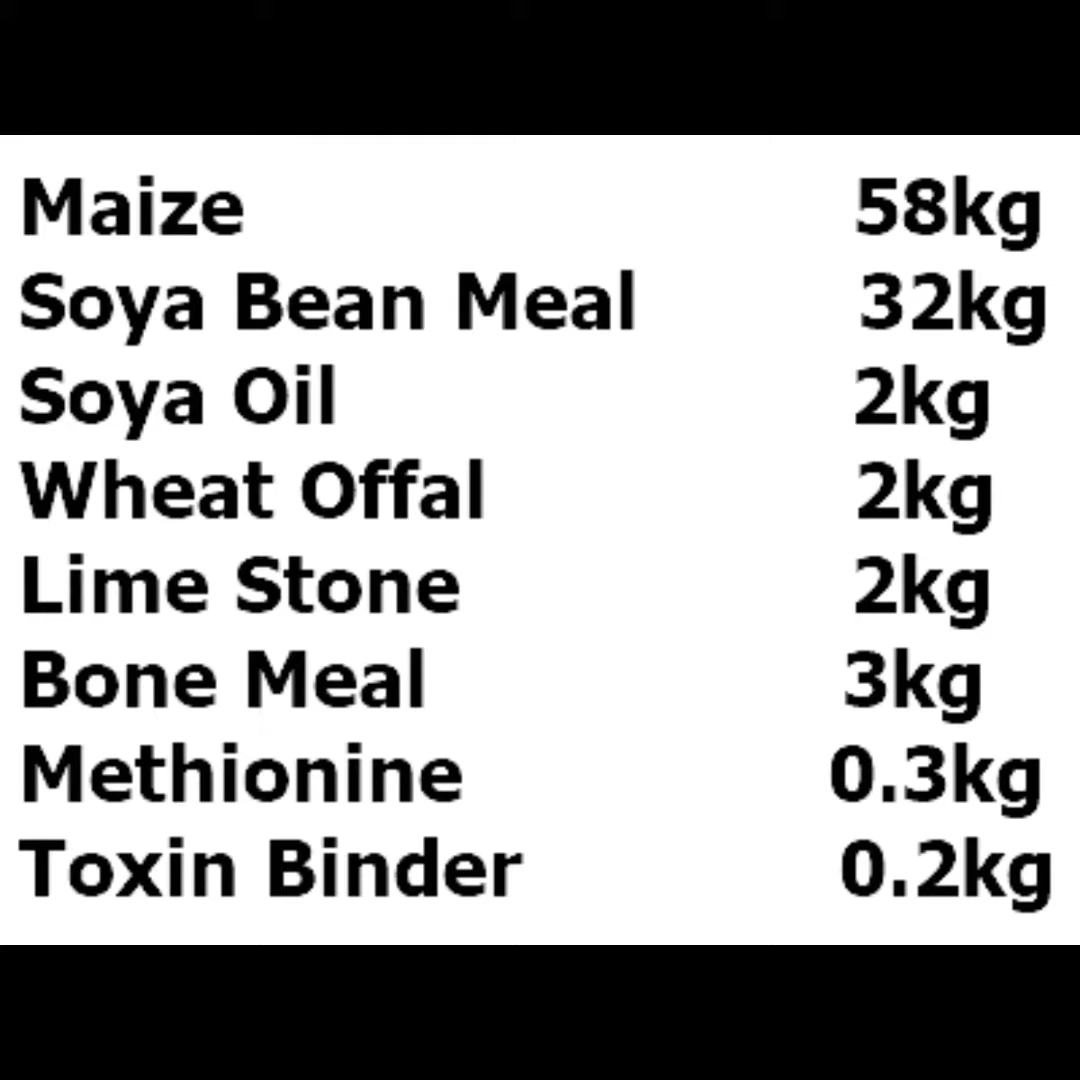 Maize 58kg
Soya Bean Meal 32kg
Soya Oil 2kg
Wheat Offal 2kg
Lime Stone 2kg
Bone Meal 3kg
Methionine 0.3kg
Toxin Binder 0.2kg